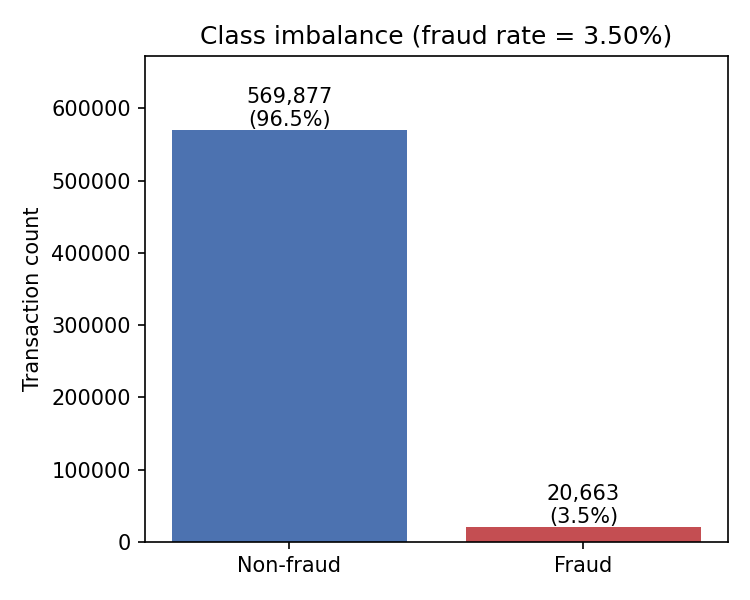 Class imbalance (fraud rate = 3.50%)
569,877
(96.5%)
20,663
(3.5%)
600000
500000
400000
300000
200000
100000
0
Transaction count
Non-fraud
Fraud